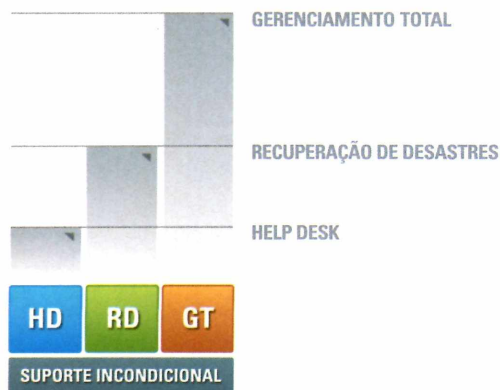 GERENCIAMENTO TOTAL
RECUPERAÇÃO DE DESASTRES
HELP DESK
HD RD GT
SUPORTE INCONDICIONAL